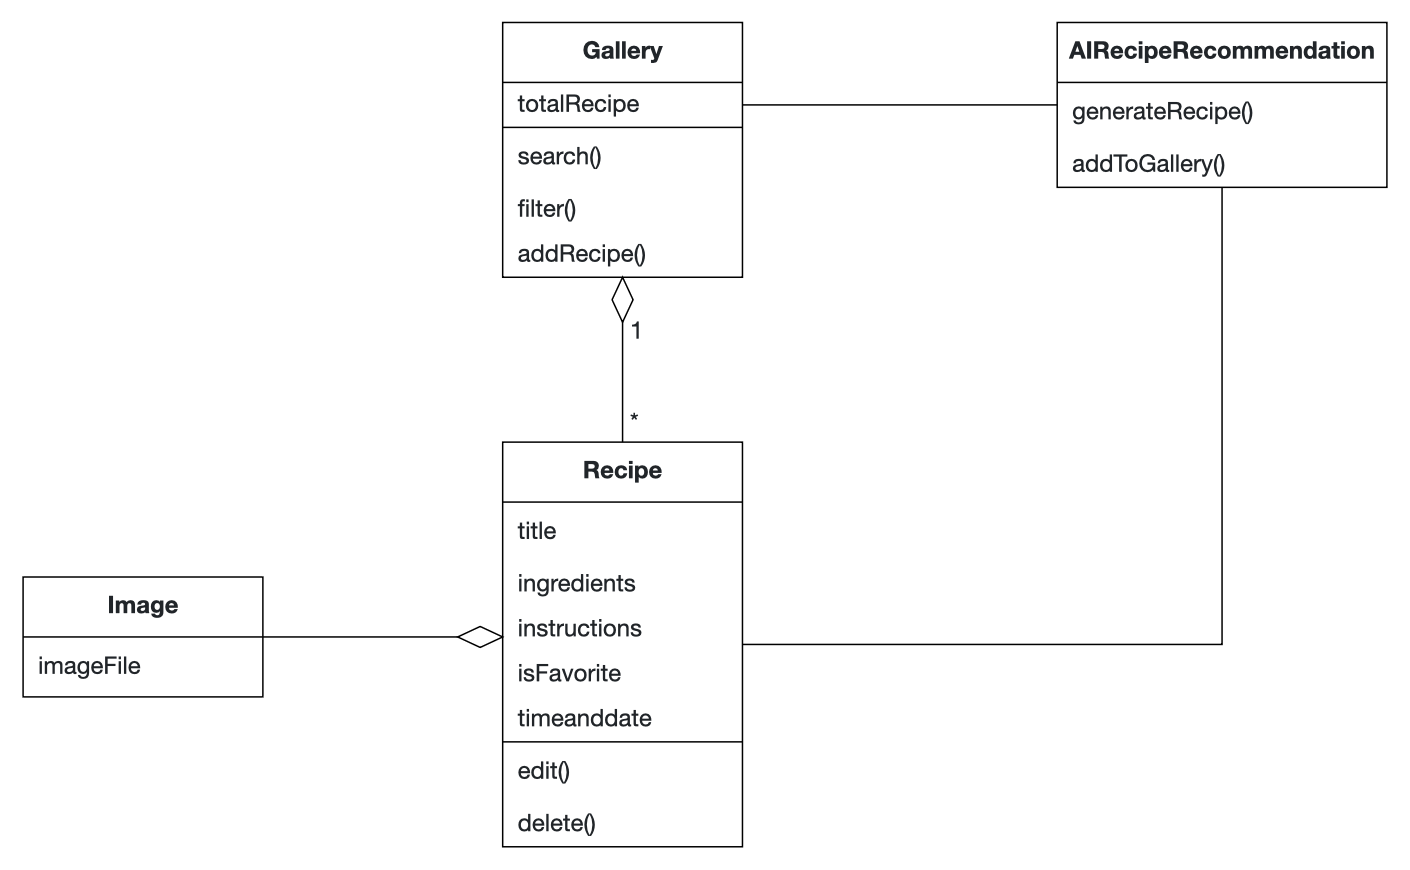 Gallery
totalRecipe
search()
filter()
addRecipe()
AIRecipeRecommendation
generateRecipe()
addToGallery()
1
*
Recipe
title
ingredients
instructions
isFavorite
timeanddate
edit()
delete()
Image
imageFile